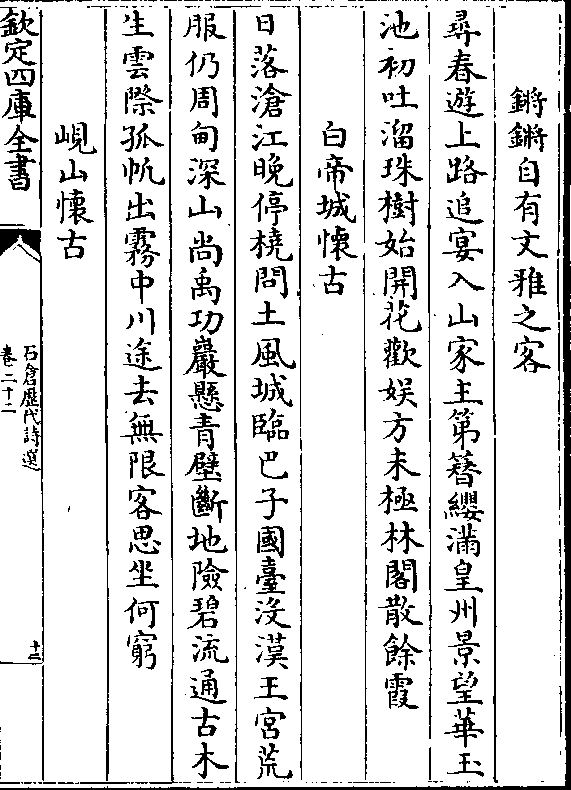 鏘鏘自有文雅之客
尋春遊上路追宴入山家主第簪纓滿皇州景望華玉
池初吐溜珠樹始開花歡娱方未極林閣散餘霞
白帝城懷古
日落滄江晚停橈問土風城臨巴子國臺没漢王宮荒
服仍周甸深山尚禹功巖懸青壁斷地險碧流通古木
生雲際孤帆出霧中川途去無限客思坐何窮
峴山懷古
欽定四庫全書
石倉歷代詩選
卷二十二
十二